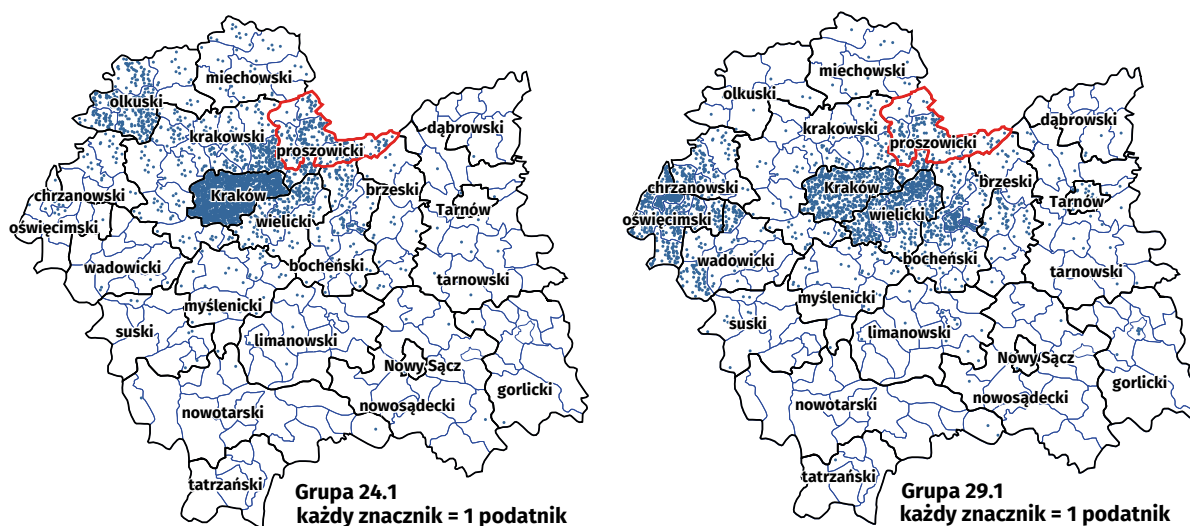 miechowski
olkuski
krakowski
dąbrowski
proszowicki
chrzanowski
Kraków
brzeski
Tarnów
oświęcimski
wielicki
wadowicki
bocheński
tarnowski
myślenicki
suski
limanowski
Nowy Sącz
gorlicki
nowotarski
nowosądecki
tatrzański
Grupa 24.1
każdy znacznik = 1 podatnik
miechowski
olkuski
krakowski
dąbrowski
proszowicki
chrzanowski
Kraków
brzeski
Tarnów
oświęcimski
wielicki
wadowicki
bocheński
tarnowski
myślenicki
suski
limanowski
Nowy Sącz
gorlicki
nowotarski
nowosądecki
tatrzański
Grupa 29.1
każdy znacznik = 1 podatnik